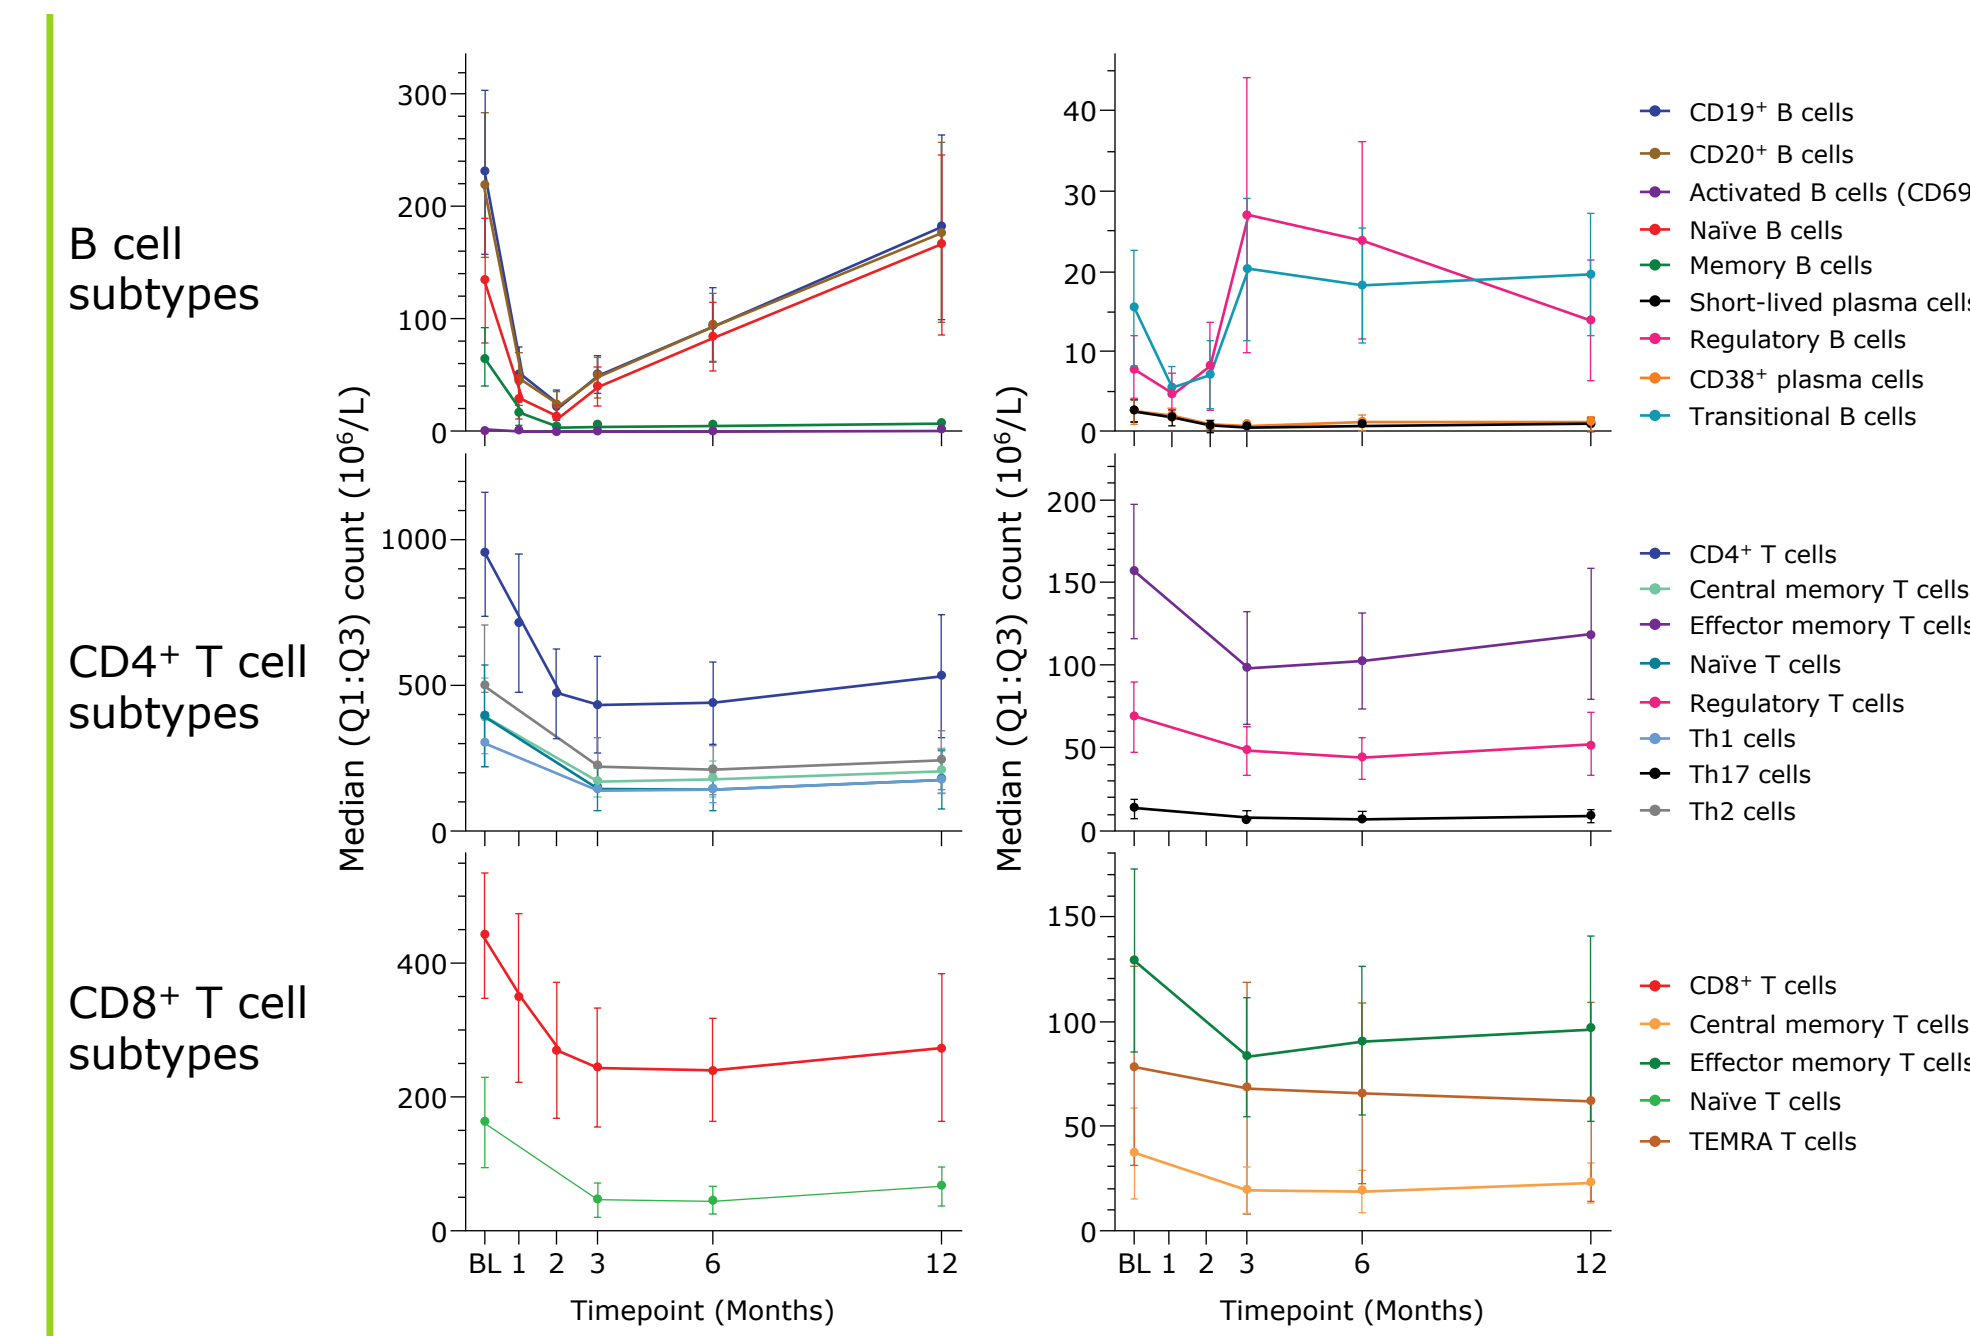 B cell
subtypes
CD4⁺ T cell
subtypes
CD8⁺ T cell
subtypes
Median (Q1:Q3) count (10⁶/L)
300
200
100
0
1000
500
0
400
200
0
BL 1 2 3 6 12
Timepoint (Months)
Median (Q1:Q3) count (10⁶/L)
40
30
20
10
0
200
150
100
50
0
150
100
50
0
BL 1 2 3 6 12
Timepoint (Months)
CD19⁺ B cells
CD20⁺ B cells
Activated B cells (CD69
Naïve B cells
Memory B cells
Short-lived plasma cells
Regulatory B cells
CD38⁺ plasma cells
Transitional B cells
CD4⁺ T cells
Central memory T cells
Effector memory T cells
Naïve T cells
Regulatory T cells
Th1 cells
Th17 cells
Th2 cells
CD8⁺ T cells
Central memory T cells
Effector memory T cells
Naïve T cells
TEMRA T cells